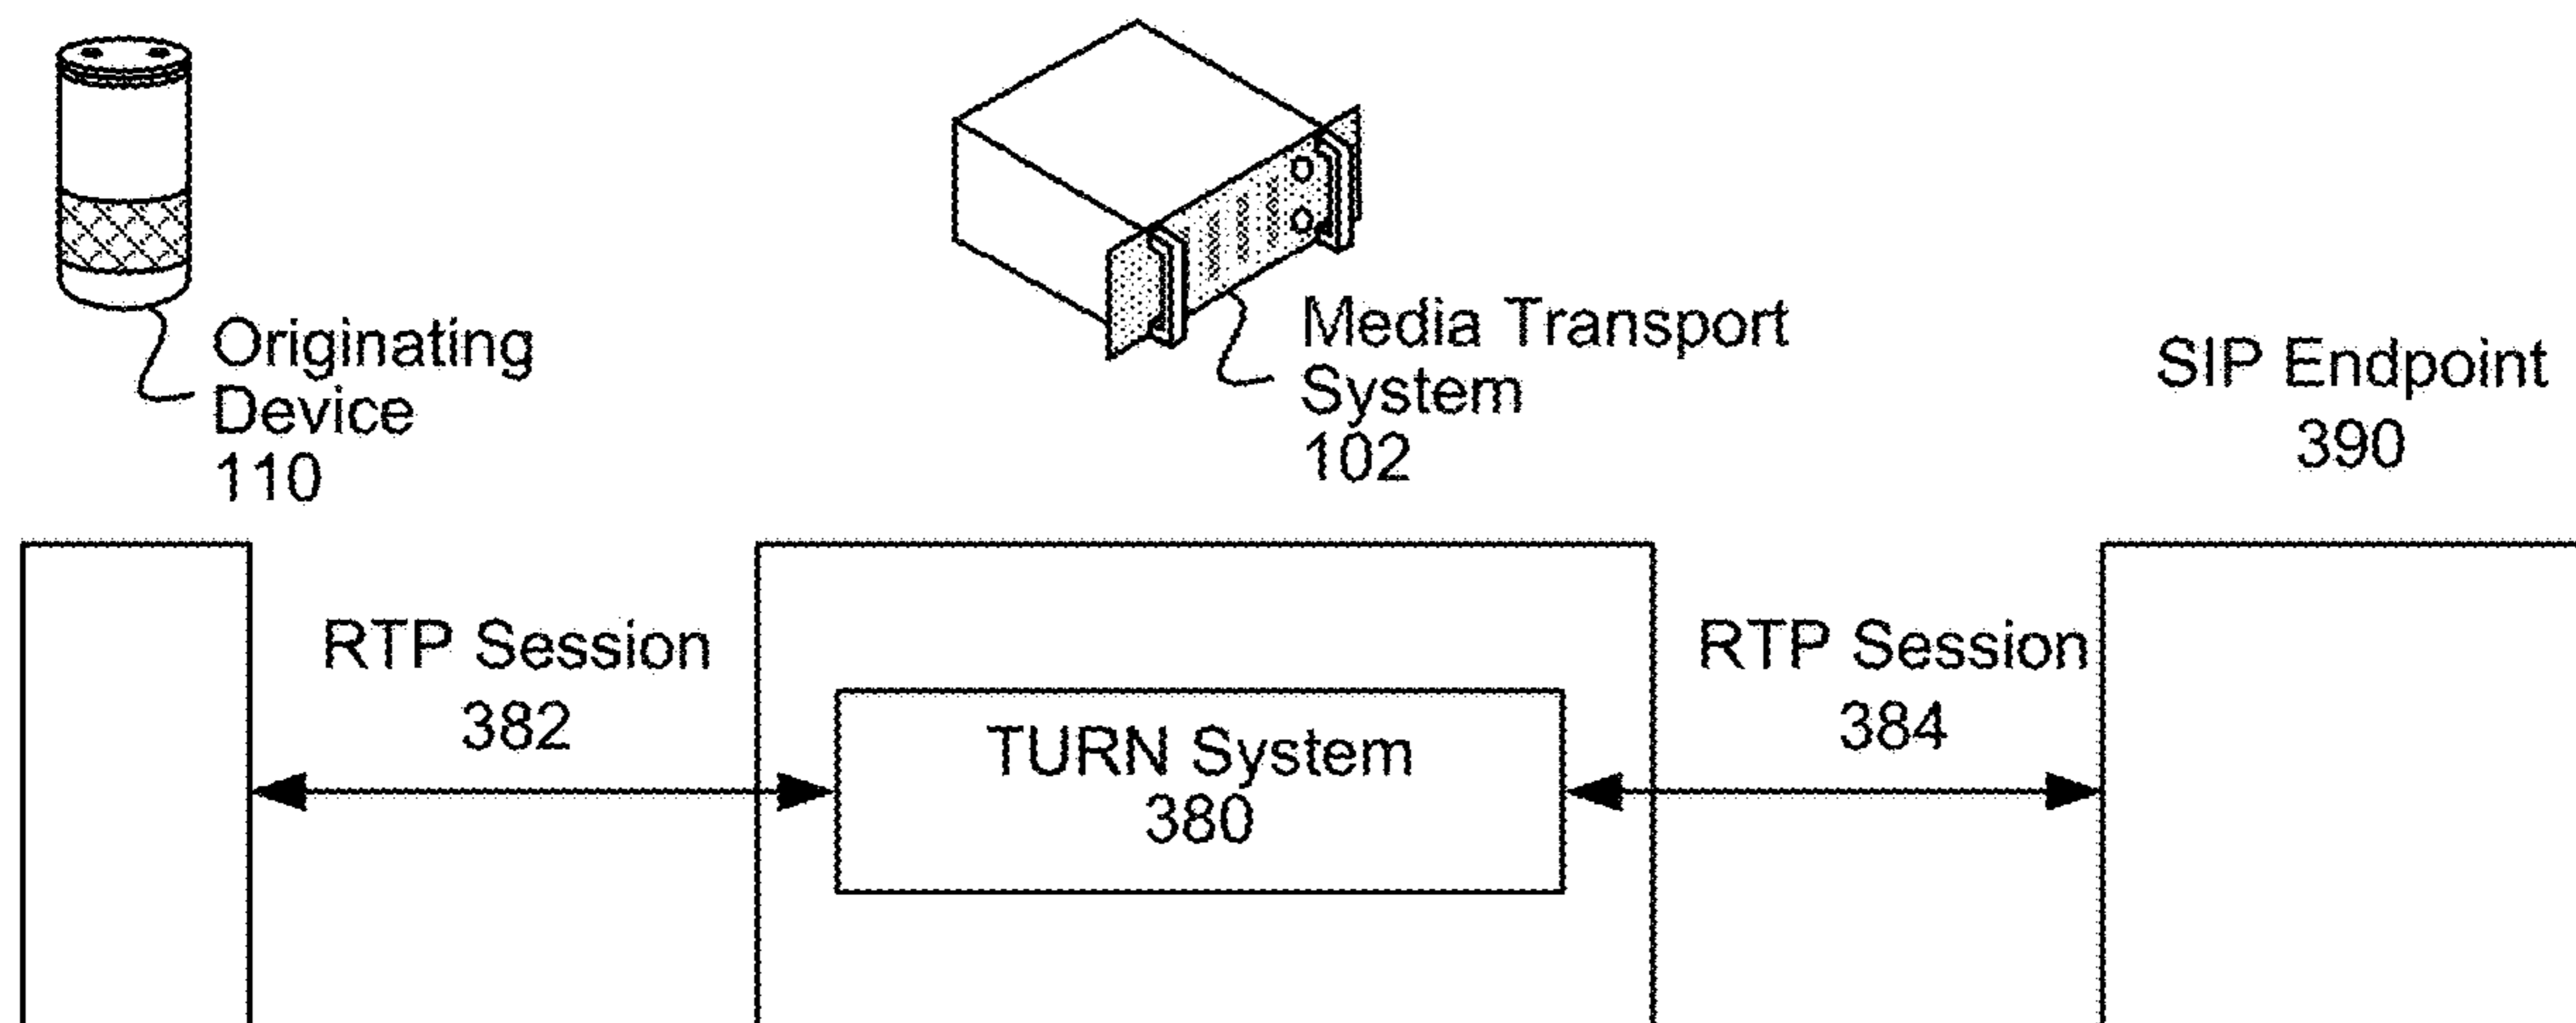 Originating
Device
110
Media Transport
System
102
SIP Endpoint
390
RTP Session
382
TURN System
380
RTP Session
384